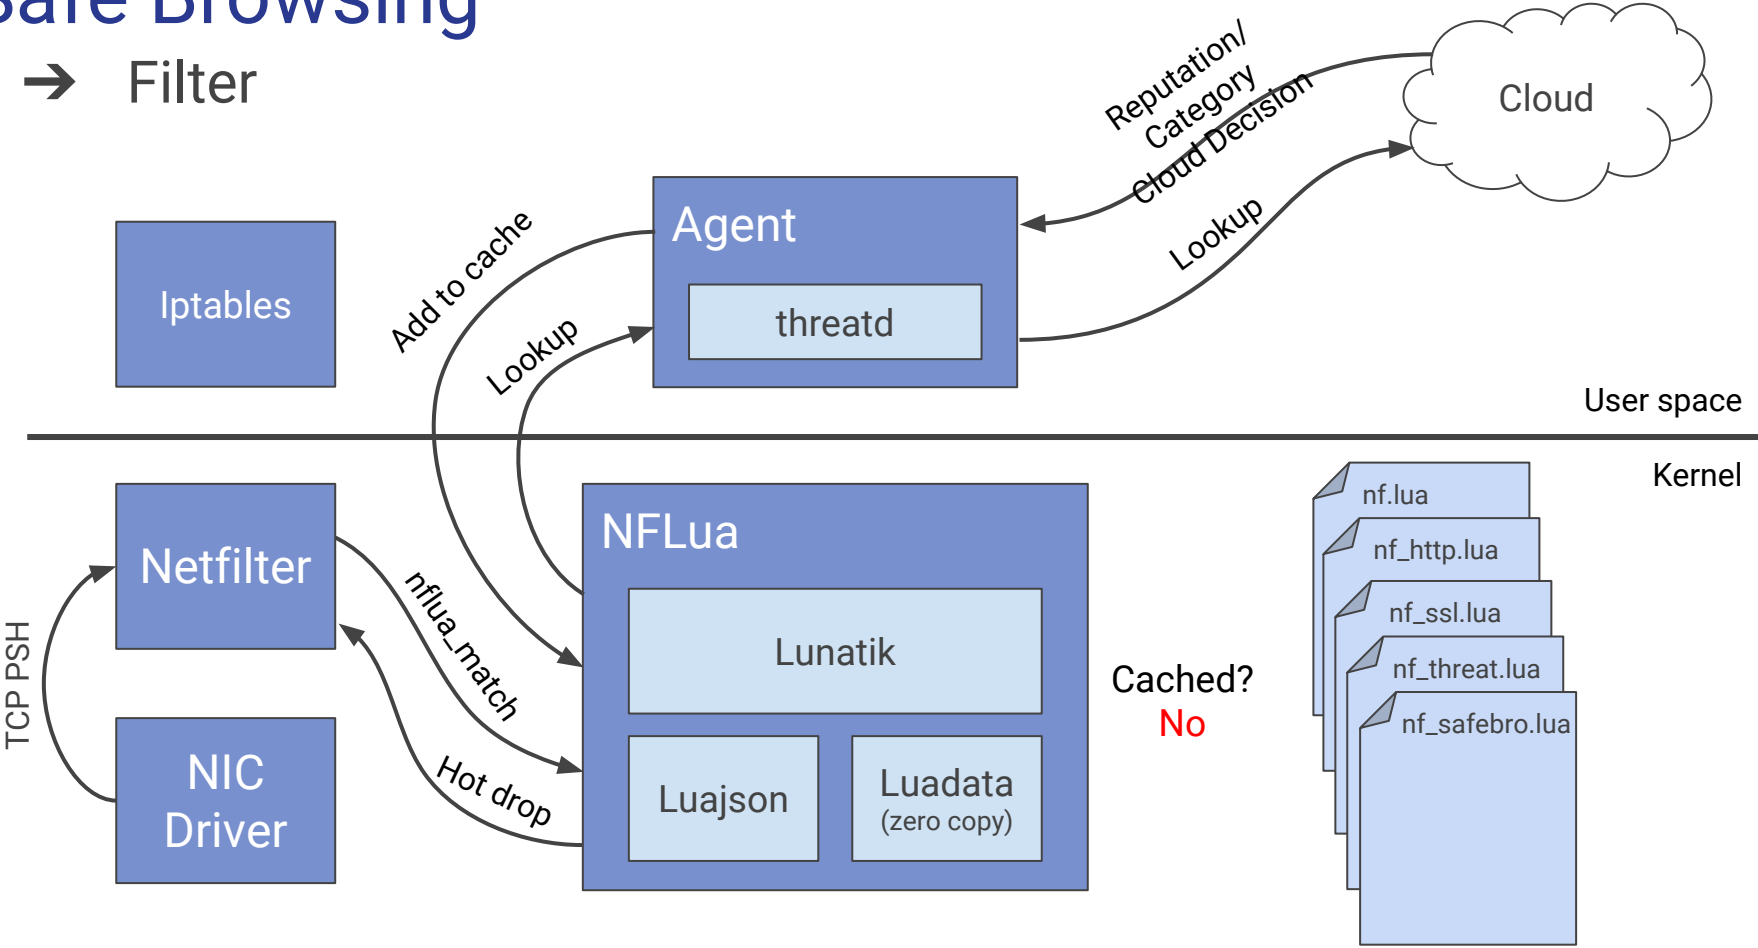 Safe Browsing
➔ Filter
Reputation/
Category
Cloud Decision
Cloud
Lookup
Agent
threatd
Iptables
Add to cache
Lookup
User space
Kernel
Netfilter
NFLua
nflua_match
Lunatik
TCP PSH
Hot drop
NIC
Driver
Luajson
Luadata
(zero copy)
Cached?
No
nf.lua
nf_http.lua
nf_ssl.lua
nf_threat.lua
nf_safebro.lua